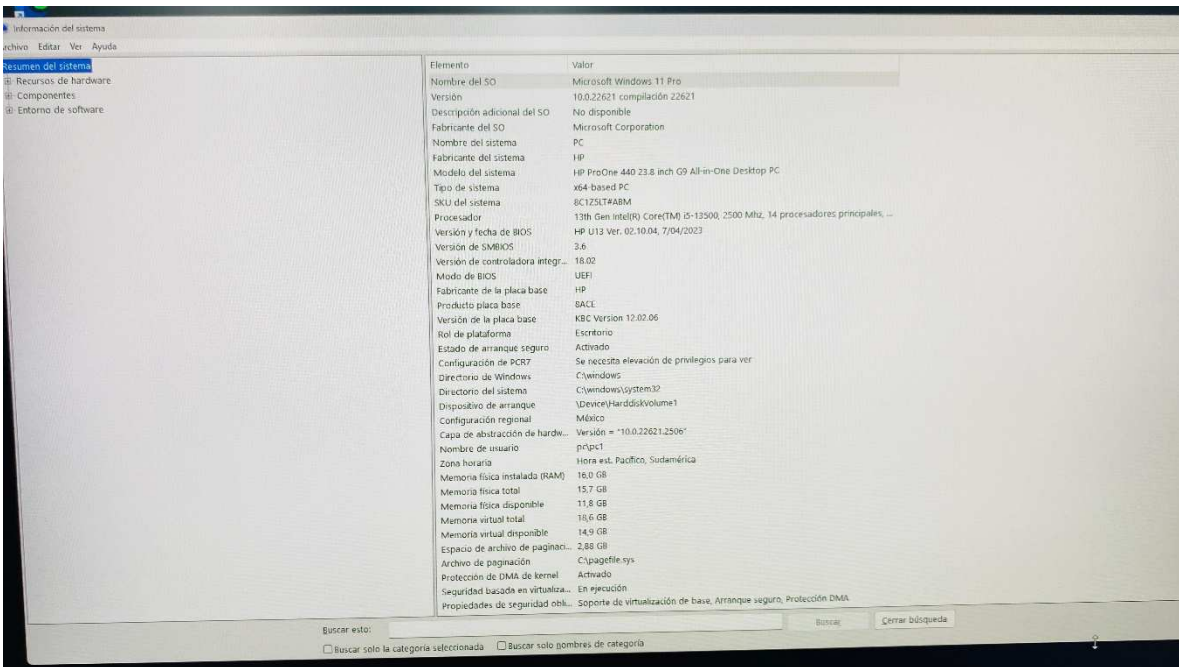 Información del sistema
Archivo Editar Ver Ayuda
Resumen del sistema
Recursos de hardware
Componentes
Entorno de software
Elemento Valor
Nombre del SO Microsoft Windows 11 Pro
Versión 10.0.22621 compilación 22621
Descripción adicional del SO No disponible
Fabricante del SO Microsoft Corporation
Nombre del sistema PC
Fabricante del sistema HP
Modelo del sistema HP ProOne 440 23.8 inch G9 All-in-One Desktop PC
Tipo de sistema x64-based PC
SKU del sistema 8C1Z5LT#ABM
Procesador 13th Gen Intel(R) Core(TM) i5-13500, 2500 Mhz, 14 procesadores principales, ...
Versión y fecha de BIOS HP U13 Ver. 02.10.04, 7/04/2023
Versión de SMBIOS 3.6
Versión de controladora integr... 18.02
Modo de BIOS UEFI
Fabricante de la placa base HP
Producto placa base 8ACE
Versión de la placa base KBC Version 12.02.06
Rol de plataforma Escritorio
Estado de arranque seguro Activado
Configuración de PCR7 Se necesita elevación de privilegios para ver
Directorio de Windows C:\windows
Directorio del sistema C:\windows\system32
Dispositivo de arranque \Device\HarddiskVolume1
Configuración regional México
Capa de abstracción de hardw... Versión = "10.0.22621.2506"
Nombre de usuario pc\pc1
Zona horaria Hora est. Pacífico, Sudamérica
Memoria física instalada (RAM) 16,0 GB
Memoria física total 15,7 GB
Memoria física disponible 11,8 GB
Memoria virtual total 18,6 GB
Memoria virtual disponible 14,9 GB
Espacio de archivo de paginaci... 2,88 GB
Archivo de paginación C:\pagefile.sys
Protección de DMA de kernel Activado
Seguridad basada en virtualiza... En ejecución
Propiedades de seguridad obli... Soporte de virtualización de base, Arranque seguro, Protección DMA
Buscar esto: Buscar Cerrar búsqueda
Buscar solo la categoría seleccionada Buscar solo nombres de categoría